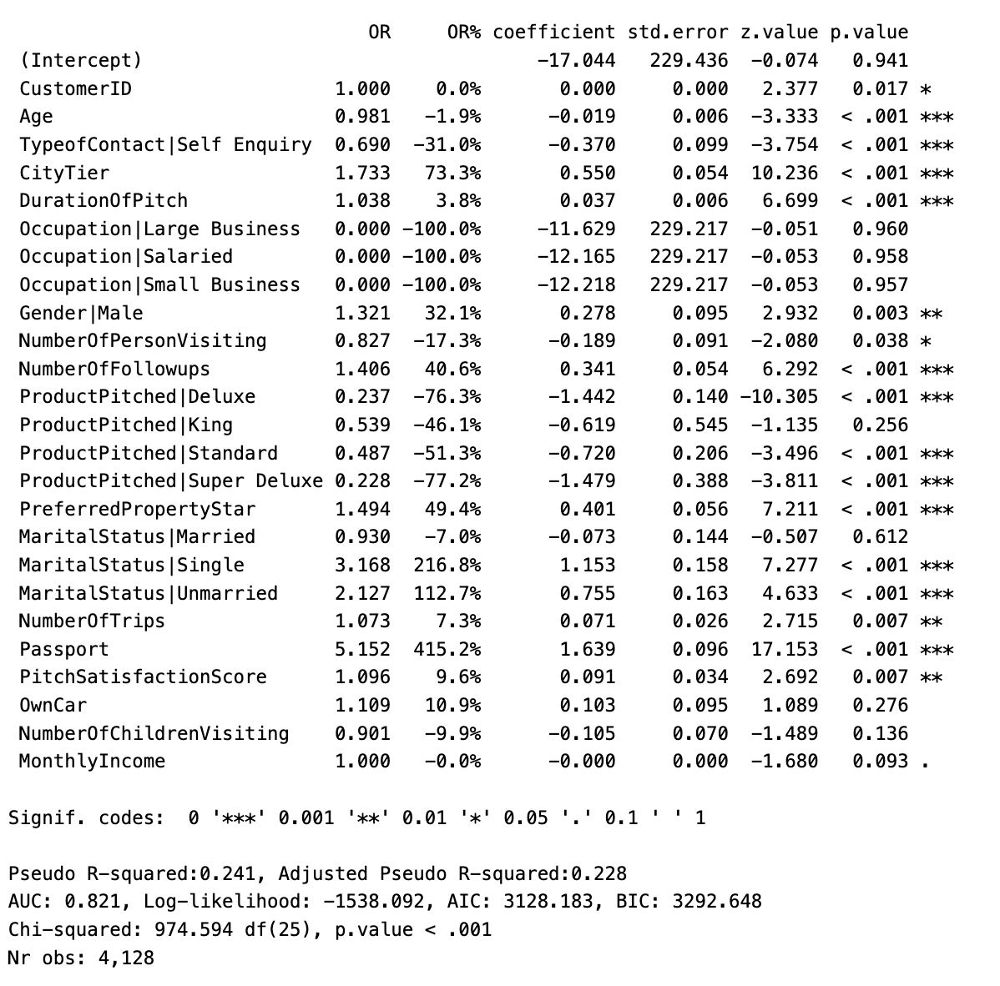 OR OR% coefficient std.error z.value p.value
(Intercept) -17.044 229.436 -0.074 0.941
CustomerID 1.000 0.0% 0.000 0.000 2.377 0.017 *
Age 0.981 -1.9% -0.019 0.006 -3.333 < .001 ***
TypeofContact|Self Enquiry 0.690 -31.0% -0.370 0.099 -3.754 < .001 ***
CityTier 1.733 73.3% 0.550 0.054 10.236 < .001 ***
DurationOfPitch 1.038 3.8% 0.037 0.006 6.699 < .001 ***
Occupation|Large Business 0.000 -100.0% -11.629 229.217 -0.051 0.960
Occupation|Salaried 0.000 -100.0% -12.165 229.217 -0.053 0.958
Occupation|Small Business 0.000 -100.0% -12.218 229.217 -0.053 0.957
Gender|Male 1.321 32.1% 0.278 0.095 2.932 0.003 **
NumberOfPersonVisiting 0.827 -17.3% -0.189 0.091 -2.080 0.038 *
NumberOfFollowups 1.406 40.6% 0.341 0.054 6.292 < .001 ***
ProductPitched|Deluxe 0.237 -76.3% -1.442 0.140 -10.305 < .001 ***
ProductPitched|King 0.539 -46.1% -0.619 0.545 -1.135 0.256
ProductPitched|Standard 0.487 -51.3% -0.720 0.206 -3.496 < .001 ***
ProductPitched|Super Deluxe 0.228 -77.2% -1.479 0.388 -3.811 < .001 ***
PreferredPropertyStar 1.494 49.4% 0.401 0.056 7.211 < .001 ***
MaritalStatus|Married 0.930 -7.0% -0.073 0.144 -0.507 0.612
MaritalStatus|Single 3.168 216.8% 1.153 0.158 7.277 < .001 ***
MaritalStatus|Unmarried 2.127 112.7% 0.755 0.163 4.633 < .001 ***
NumberOfTrips 1.073 7.3% 0.071 0.026 2.715 0.007 **
Passport 5.152 415.2% 1.639 0.096 17.153 < .001 ***
PitchSatisfactionScore 1.096 9.6% 0.091 0.034 2.692 0.007 **
OwnCar 1.109 10.9% 0.103 0.095 1.089 0.276
NumberOfChildrenVisiting 0.901 -9.9% -0.105 0.070 -1.489 0.136
MonthlyIncome 1.000 -0.0% -0.000 0.000 -1.680 0.093 .
Signif. codes: 0 '***' 0.001 '**' 0.01 '*' 0.05 '.' 0.1 ' ' 1
Pseudo R-squared:0.241, Adjusted Pseudo R-squared:0.228
AUC: 0.821, Log-likelihood: -1538.092, AIC: 3128.183, BIC: 3292.648
Chi-squared: 974.594 df(25), p.value < .001
Nr obs: 4,128